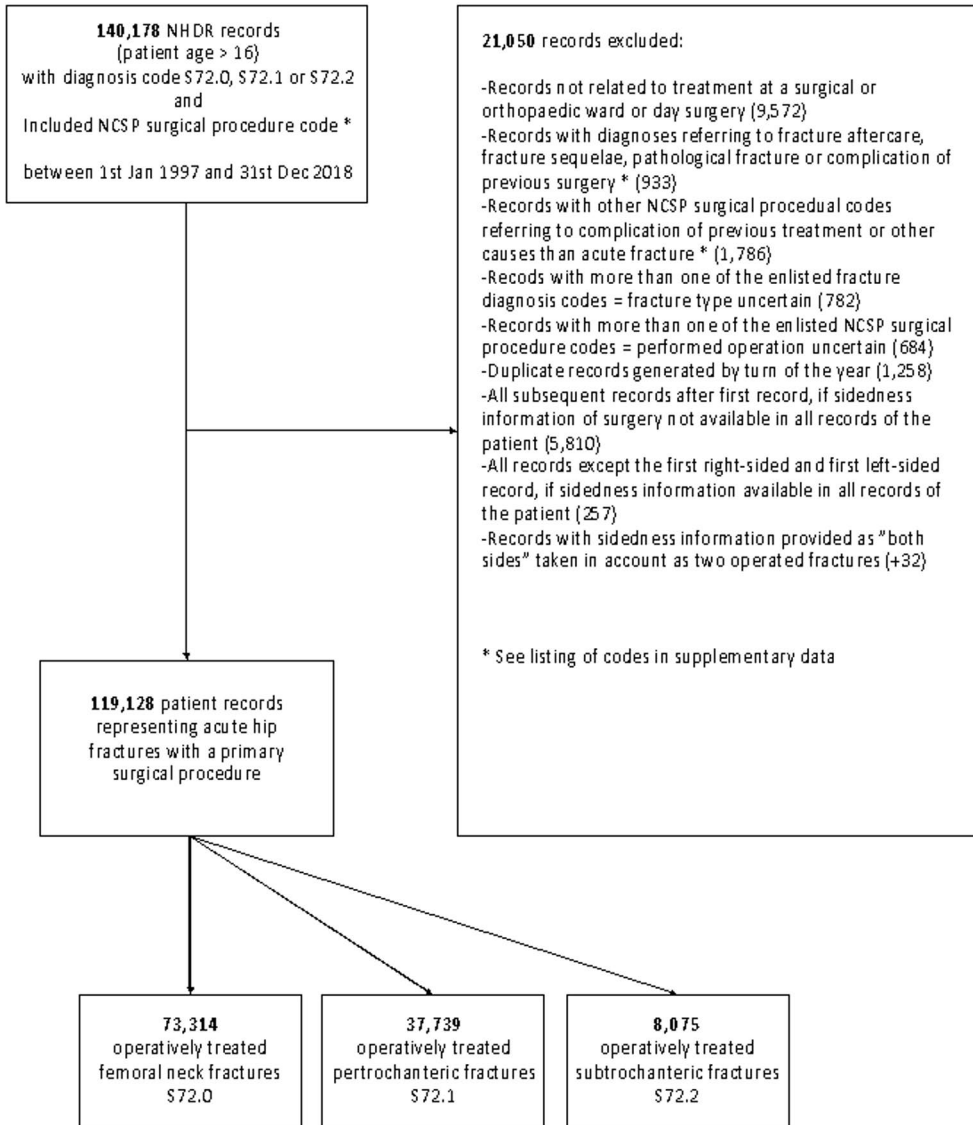 140,178 NHDR records
(patient age > 16)
with diagnosis code S72.0, S72.1 or S72.2
and
Included NCSP surgical procedure code *
between 1st Jan 1997 and 31st Dec 2018
21,050 records excluded:
-Records not related to treatment at a surgical or
orthopaedic ward or day surgery (9,572)
-Records with diagnoses referring to fracture aftercare,
fracture sequelae, pathological fracture or complication of
previous surgery * (933)
-Records with other NCSP surgical procedual codes
referring to complication of previous treatment or other
causes than acute fracture * (1,786)
-Recods with more than one of the enlisted fracture
diagnosis codes = fracture type uncertain (782)
-Records with more than one of the enlisted NCSP surgical
procedure codes = performed operation uncertain (684)
-Duplicate records generated by turn of the year (1,258)
-All subsequent records after first record, if sidedness
information of surgery not available in all records of the
patient (5,810)
-All records except the first right-sided and first left-sided
record, if sidedness information available in all records of
the patient (257)
-Records with sidedness information provided as "both
sides" taken in account as two operated fractures (+32)
* See listing of codes in supplementary data
119,128 patient records
representing acute hip
fractures with a primary
surgical procedure
73,314
operatively treated
femoral neck fractures
S72.0
37,739
operatively treated
pertrochanteric fractures
S72.1
8,075
operatively treated
subtrochanteric fractures
S72.2